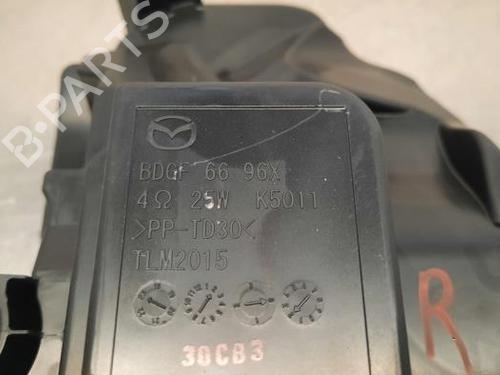 B-PARTS
BDGF 66 96X
4Ω 25W K5011
>PP-TD30<
TLM2015
R
30CB3